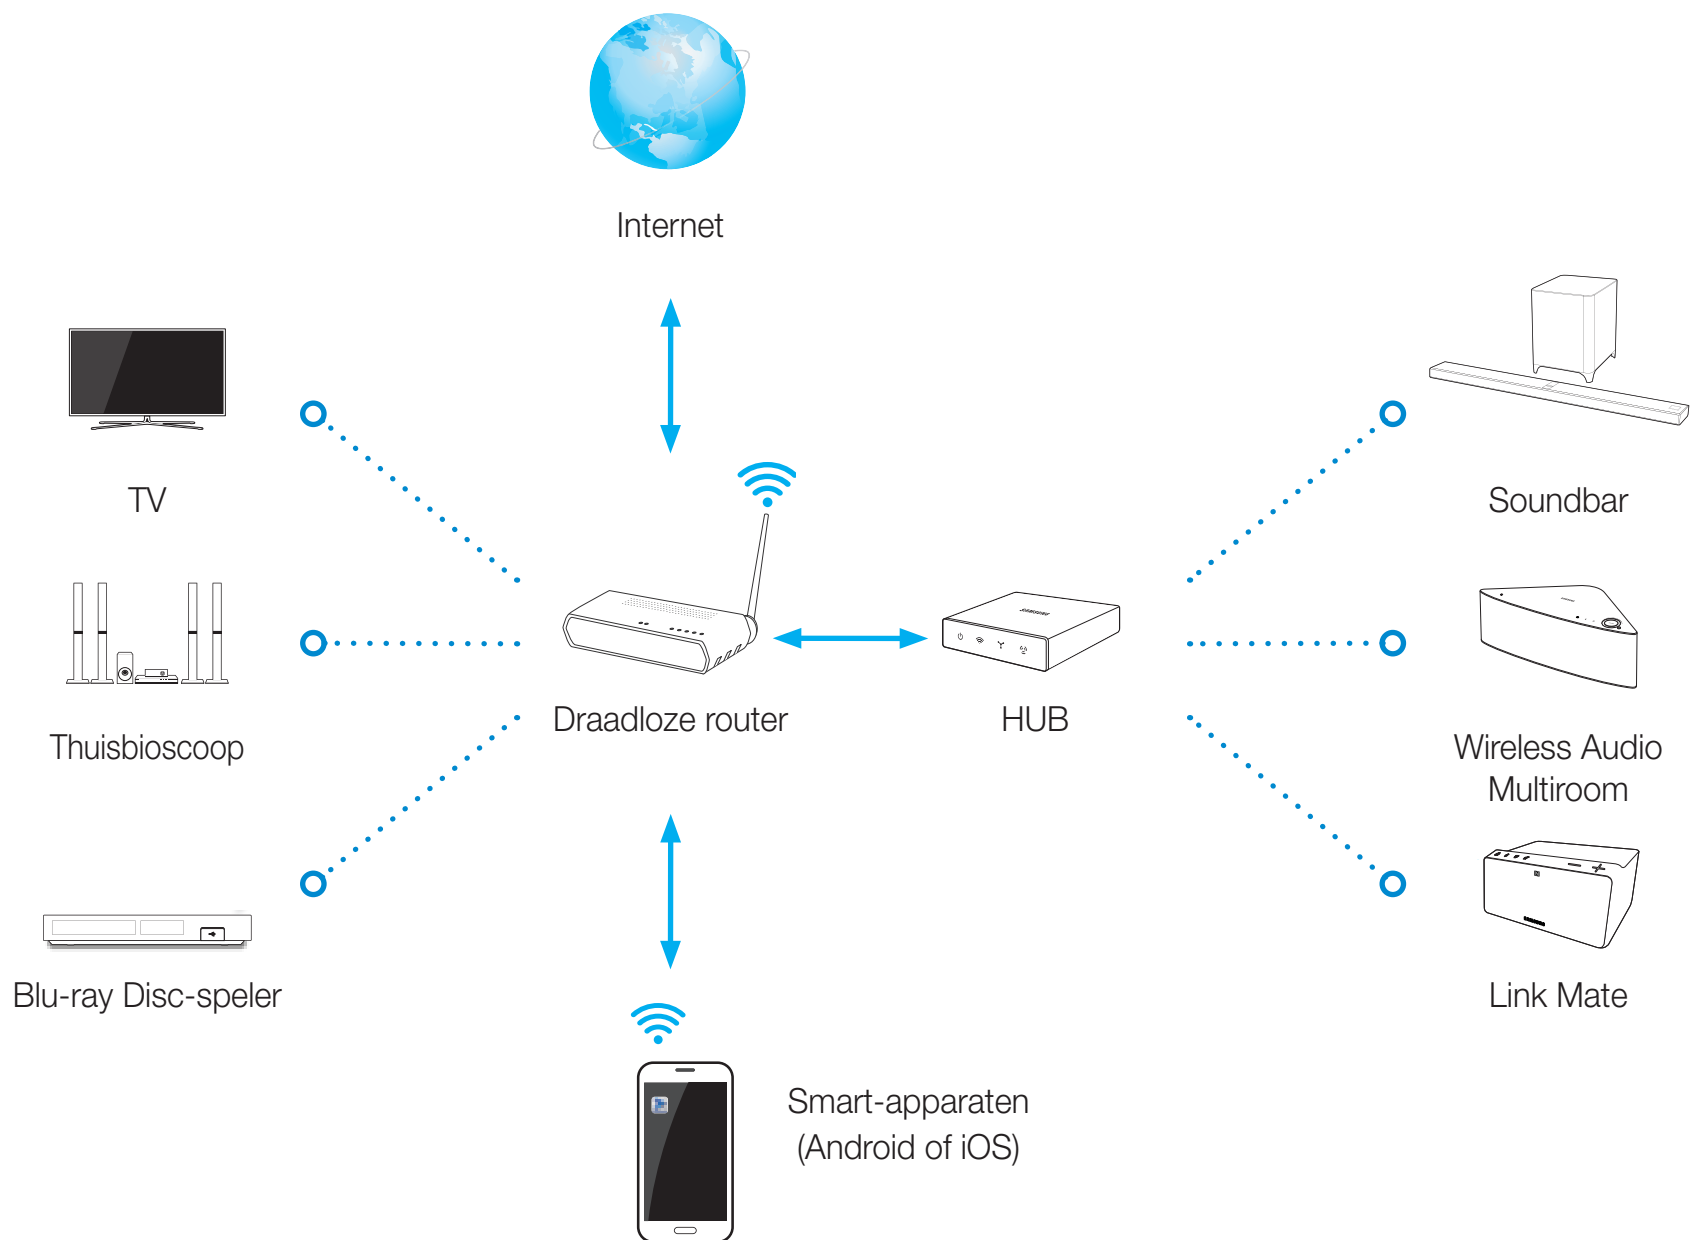 Internet
TV
Soundbar
SAMSUNG
Draadloze router
HUB
Thuisbioscoop
Wireless Audio
Multiroom
Blu-ray Disc-speler
Link Mate
Smart-apparaten
(Android of iOS)